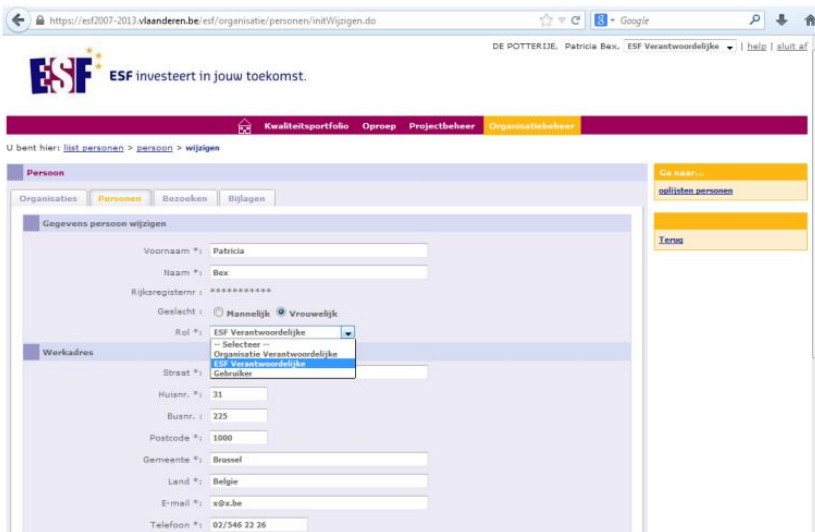 https://esf2007-2013.vlaanderen.be/esf/organisatie/personen/initWijzigen.do
Google
DE POTTERIJE, Patricia Bex, ESF Verantwoordelijke | help | sluit af
ESF
ESF investeert in jouw toekomst.
Kwaliteitsportfolio Oproep Projectbeheer Organisatiebeheer
U bent hier: lijst personen > persoon > wijzigen
Persoon
Ga naar...
Organisaties Personen Bezoeken Bijlagen
oplijsten personen
Gegevens persoon wijzigen
Terug
Voornaam *: Patricia
Naam *: Bex
Rijksregisternr : ***********
Geslacht : Mannelijk Vrouwelijk
Rol *: ESF Verantwoordelijke
-- Selecteer --
Organisatie Verantwoordelijke
ESF Verantwoordelijke
Gebruiker
Werkadres
Straat *:
Huisnr. *: 31
Busnr. : 225
Postcode *: 1000
Gemeente *: Brussel
Land *: Belgie
E-mail *: x@x.be
Telefoon *: 02/546 22 26